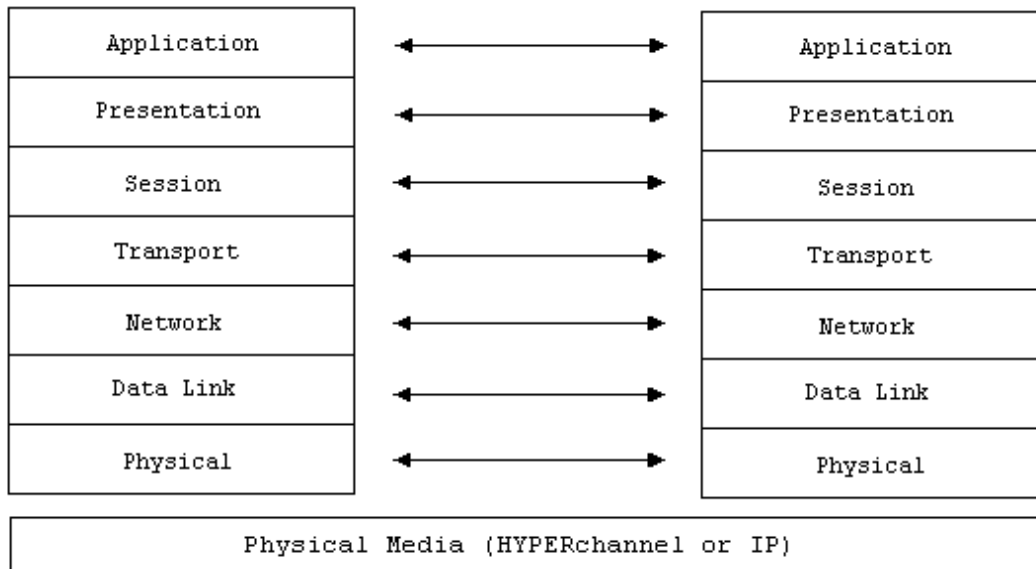 Application
Application
Presentation
Presentation
Session
Session
Transport
Transport
Network
Network
Data Link
Data Link
Physical
Physical
Physical Media (HYPERchannel or IP)